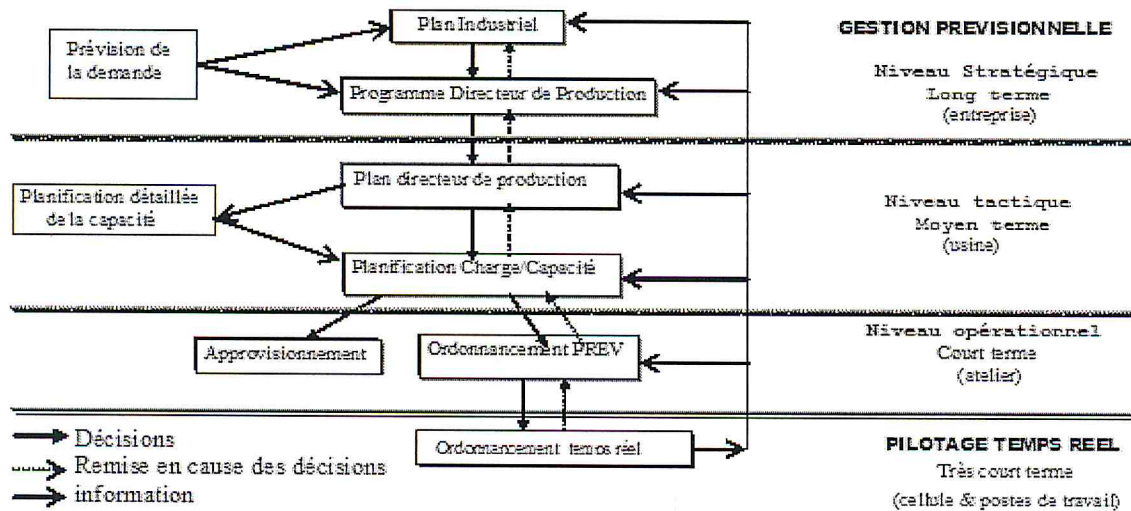 Plan Industriel
GESTION PREVISIONNELLE
Prévision de
la demande
Niveau Stratégique
Long terme
(entreprise)
Programme Directeur de Production
Plan directeur de production
Planification détaillée
de la capacité
Niveau tactique
Moyen terme
(usine)
Planification Charge/Capacité
Approvisionnement
Ordonnancement PREV
Niveau opérationnel
Court terme
(atelier)
Ordonnancement temps réel
PILOTAGE TEMPS REEL
Très court terme
(cellule & postes de travail)
Décisions
Remise en cause des décisions
information